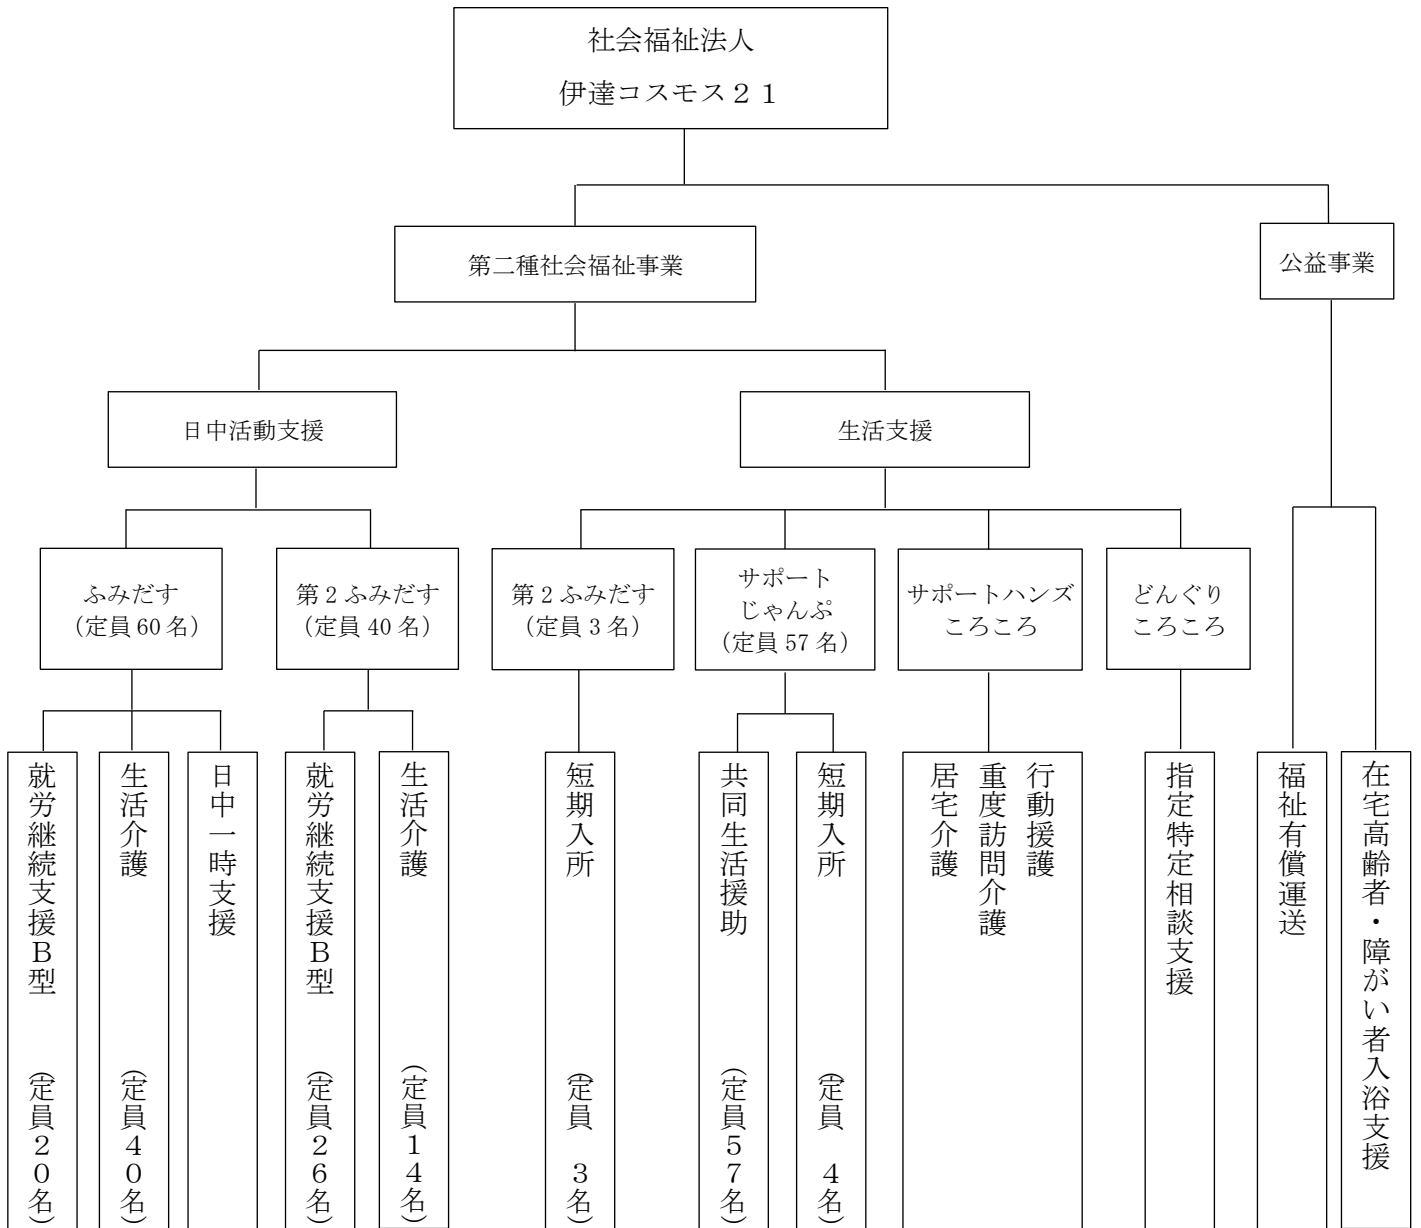 社会福祉法人
伊達コスモス２１
第二種社会福祉事業
公益事業
日中活動支援
生活支援
ふみだす
（定員 60 名）
第２ふみだす
（定員 40 名）
第２ふみだす
（定員 3 名）
サポート
じゃんぷ
（定員 57 名）
サポートハンズ
ころころ
どんぐり
ころころ
就労継続支援Ｂ型　（定員２０名）
生活介護　（定員４０名）
日中一時支援
就労継続支援Ｂ型　（定員２６名）
生活介護　（定員１４名）
短期入所　（定員　３名）
共同生活援助　（定員５７名）
短期入所　（定員　４名）
行動援護
重度訪問介護
居宅介護
指定特定相談支援
福祉有償運送
在宅高齢者・障がい者入浴支援